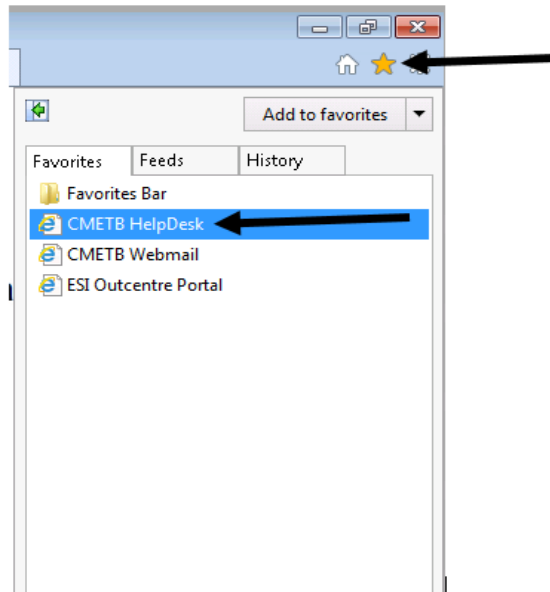 Add to favorites
Favorites Feeds History
Favorites Bar
CMETB HelpDesk
CMETB Webmail
ESI Outcentre Portal